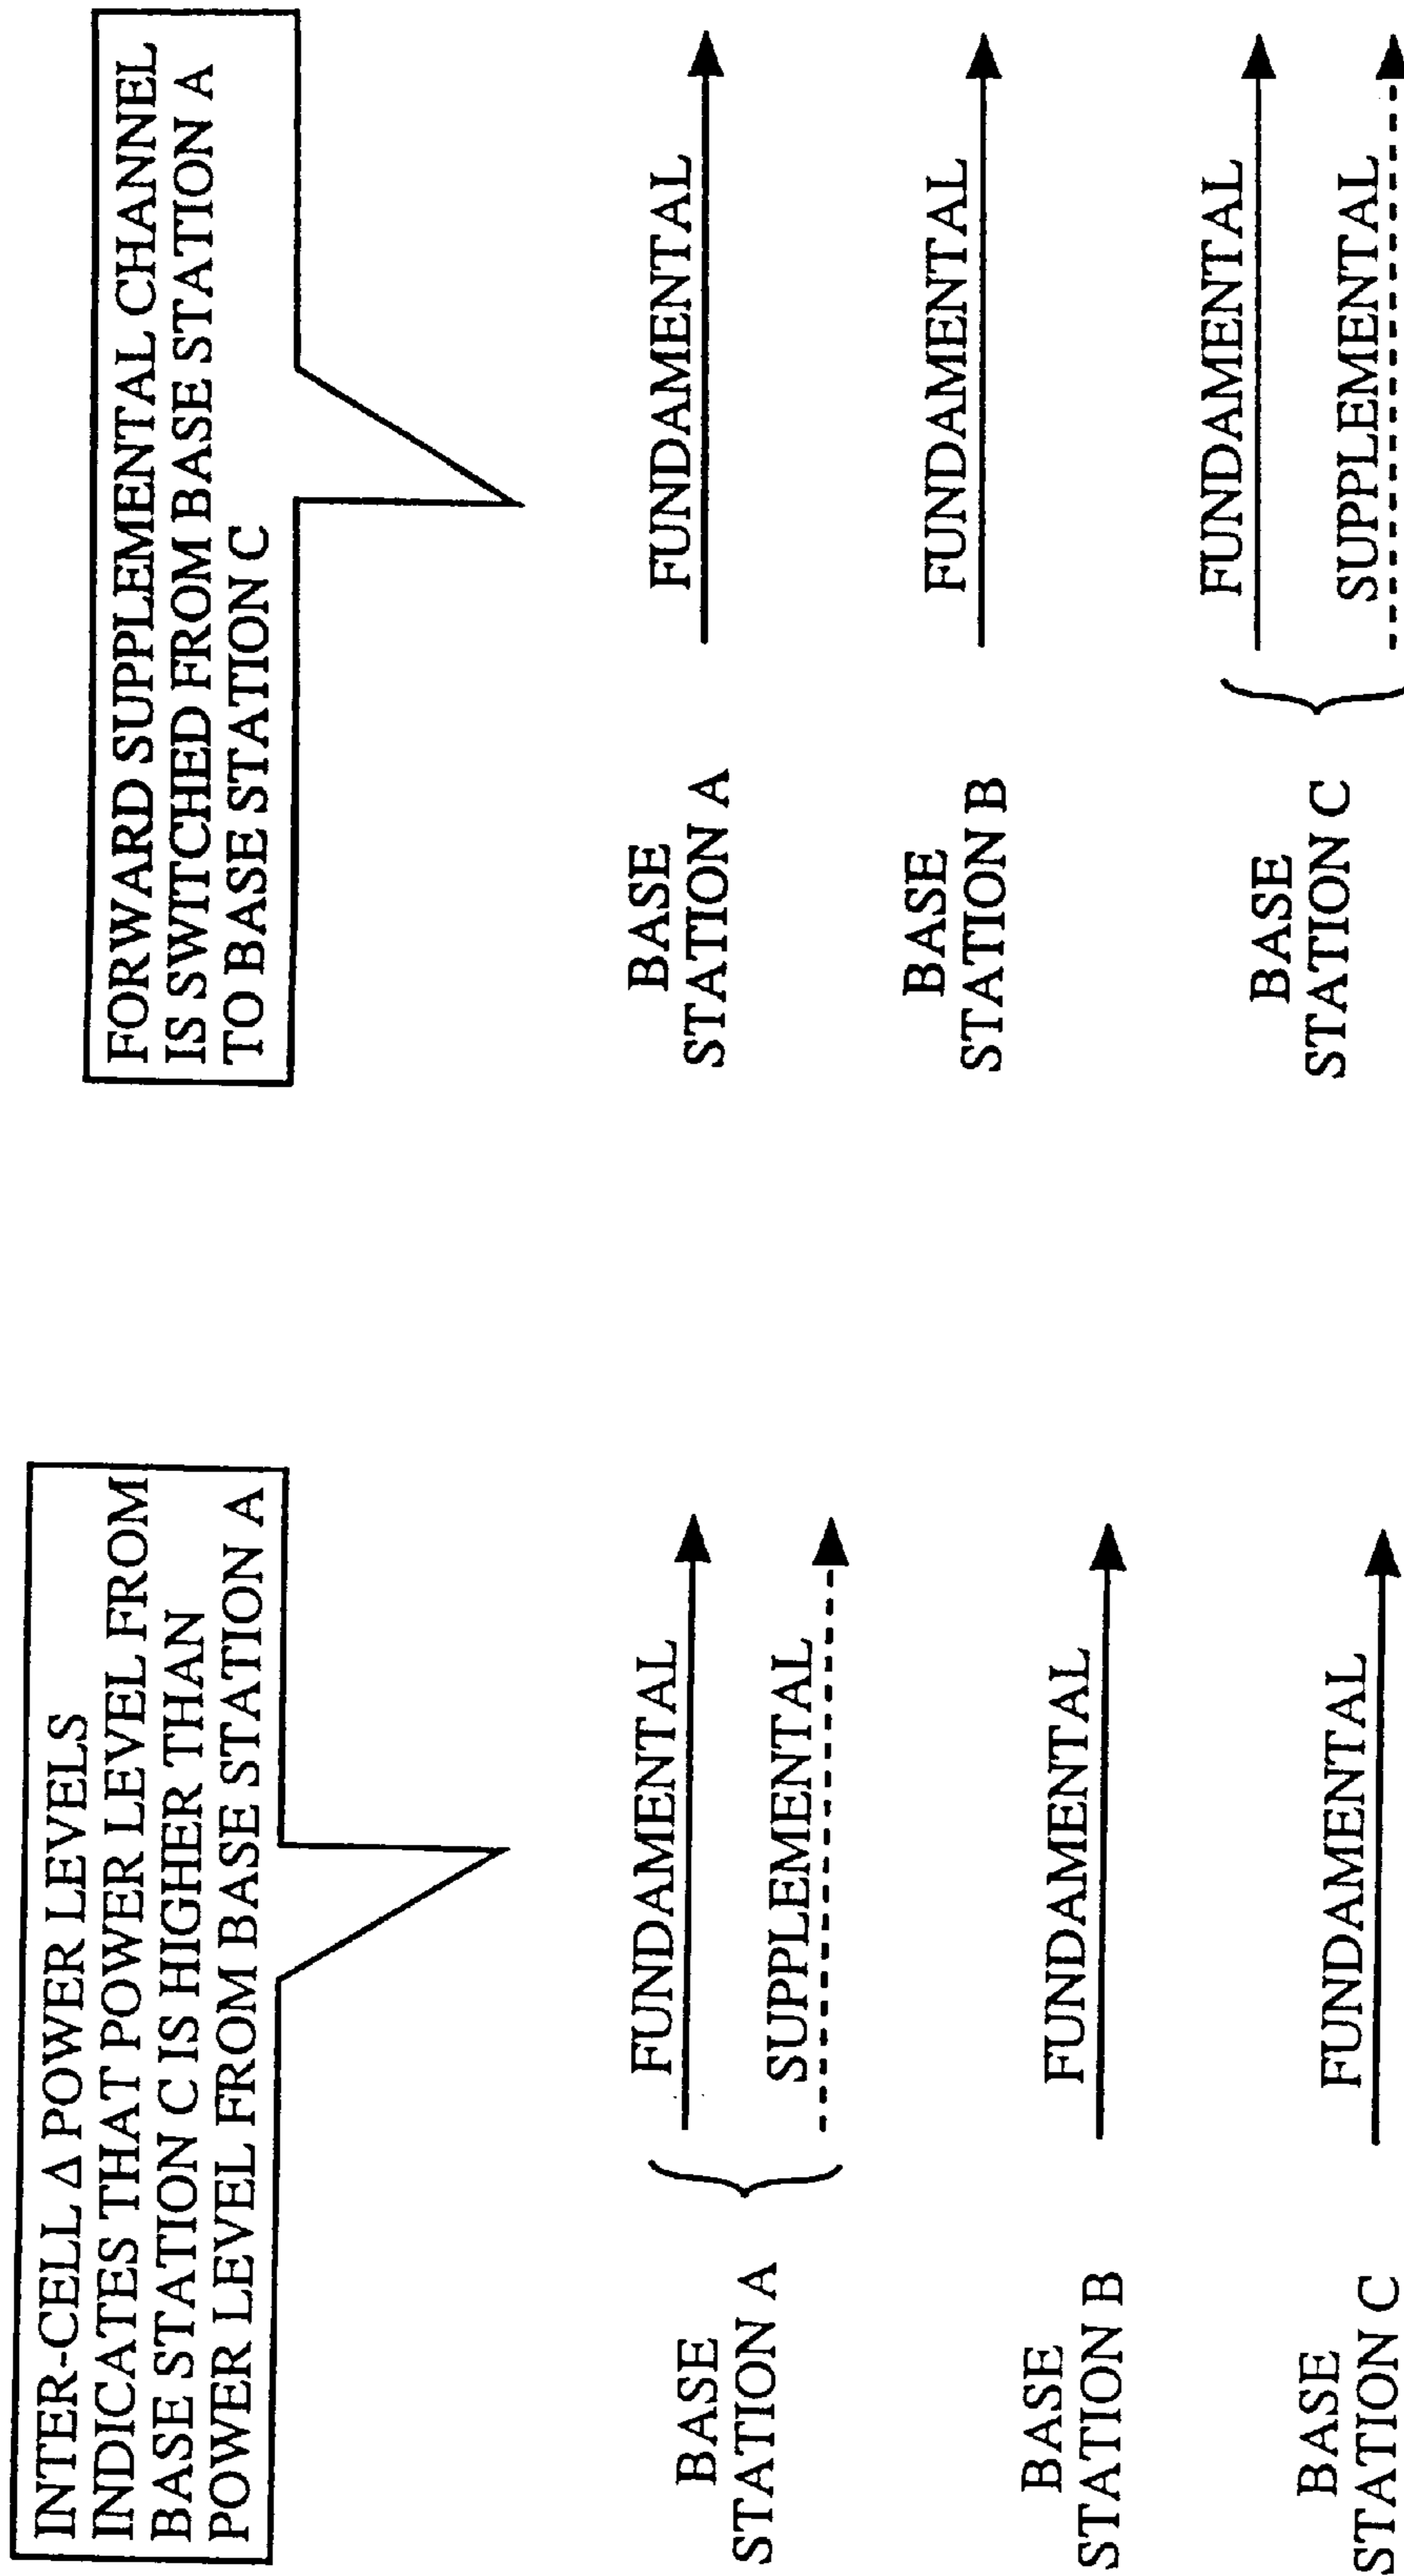 INTER-CELL Δ POWER LEVELS
INDICATES THAT POWER LEVEL FROM
BASE STATION C IS HIGHER THAN
POWER LEVEL FROM BASE STATION A
BASE
STATION A
FUNDAMENTAL
SUPPLEMENTAL
BASE
STATION B
FUNDAMENTAL
BASE
STATION C
FUNDAMENTAL
FORWARD SUPPLEMENTAL CHANNEL
IS SWITCHED FROM BASE STATION A
TO BASE STATION C
BASE
STATION A
FUNDAMENTAL
BASE
STATION B
FUNDAMENTAL
BASE
STATION C
FUNDAMENTAL
SUPPLEMENTAL